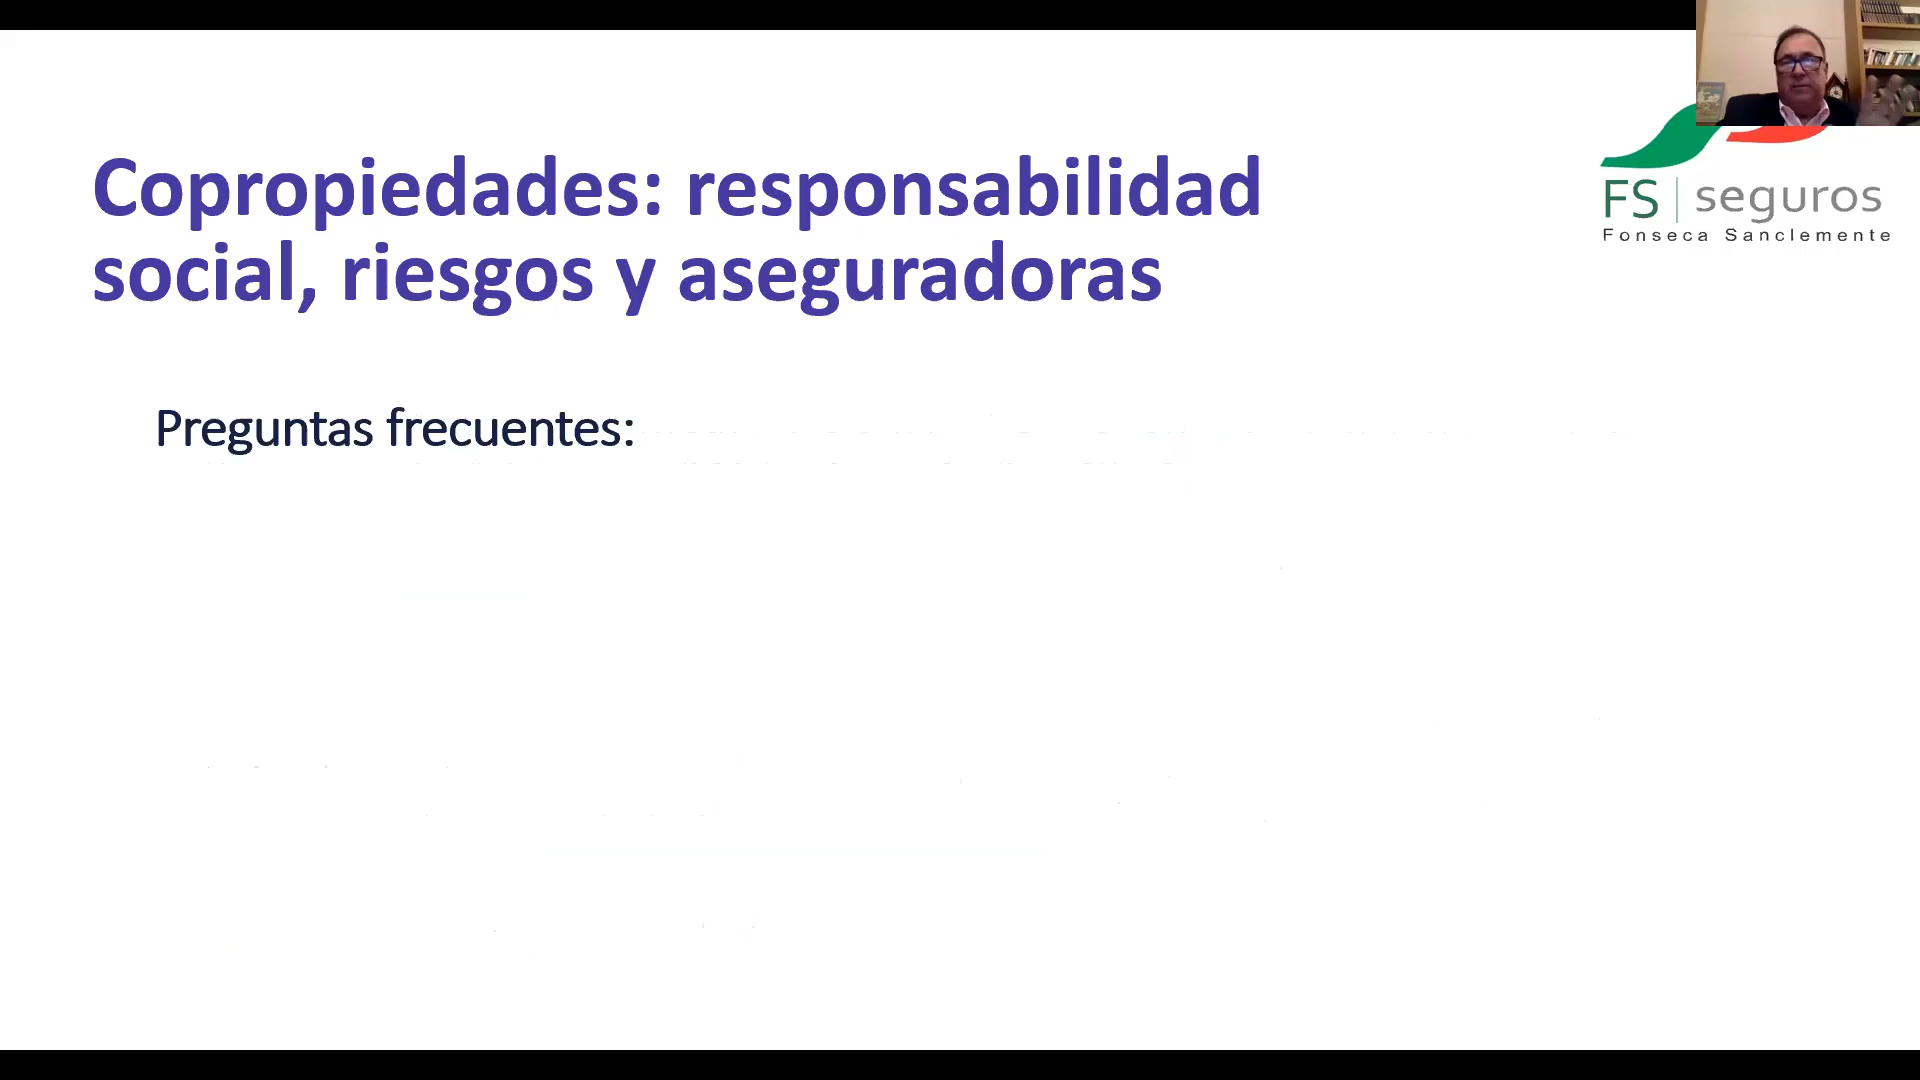 Copropiedades: responsabilidad
social, riesgos y aseguradoras
FS | seguros
Fonseca Sanclemente
Preguntas frecuentes: